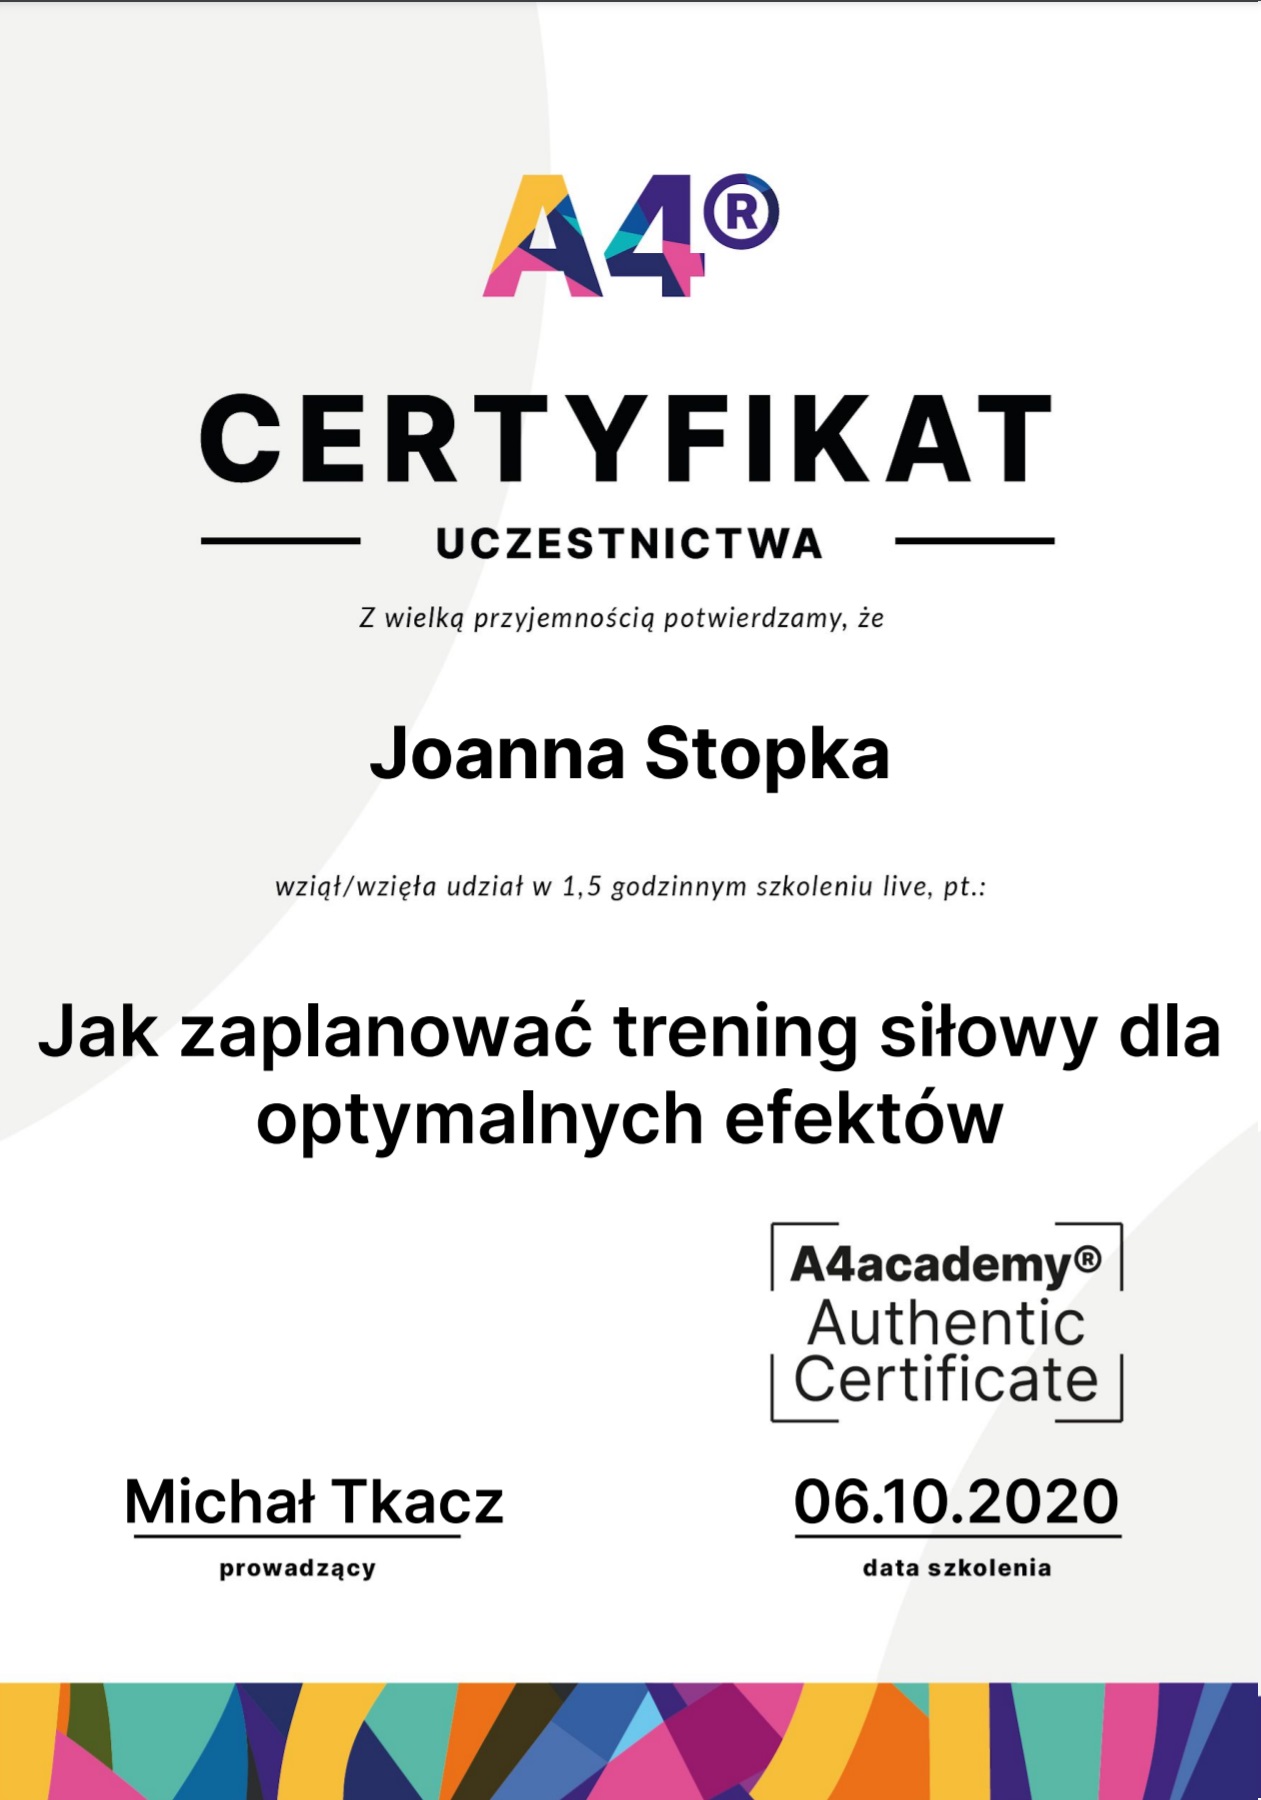 A4®
CERTYFIKAT
UCZESTNICTWA
Z wielką przyjemnością potwierdzamy, że
Joanna Stopka
wziął/wzięła udział w 1,5 godzinnym szkoleniu live, pt.:
Jak zaplanować trening siłowy dla
optymalnych efektów
A4academy®
Authentic
Certificate
Michał Tkacz
prowadzący
06.10.2020
data szkolenia